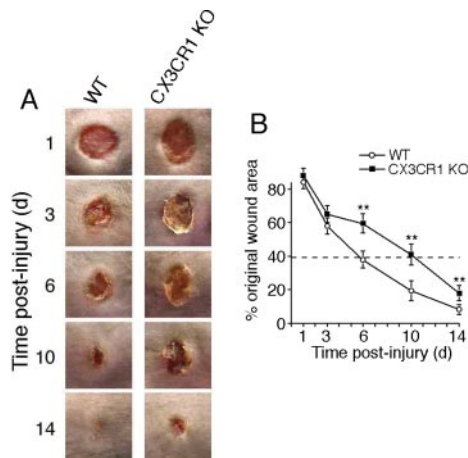 A
WT
CX3CR1 KO
Time post-injury (d)
1
3
6
10
14
B
WT
CX3CR1 KO
% original wound area
80
60
40
20
0
**
**
**
1 3 6 10 14
Time post-injury (d)